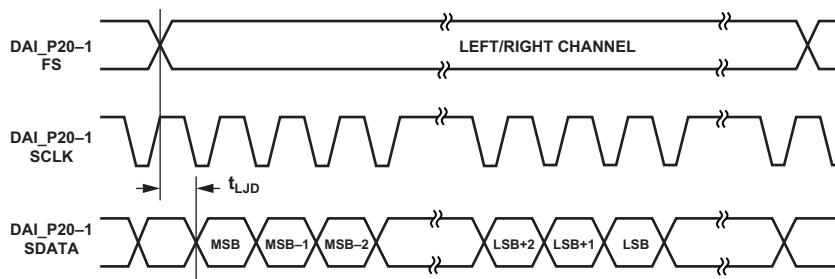 DAI_P20–1
FS
LEFT/RIGHT CHANNEL
DAI_P20–1
SCLK
tLJD
DAI_P20–1
SDATA
MSB
MSB–1
MSB–2
LSB+2
LSB+1
LSB